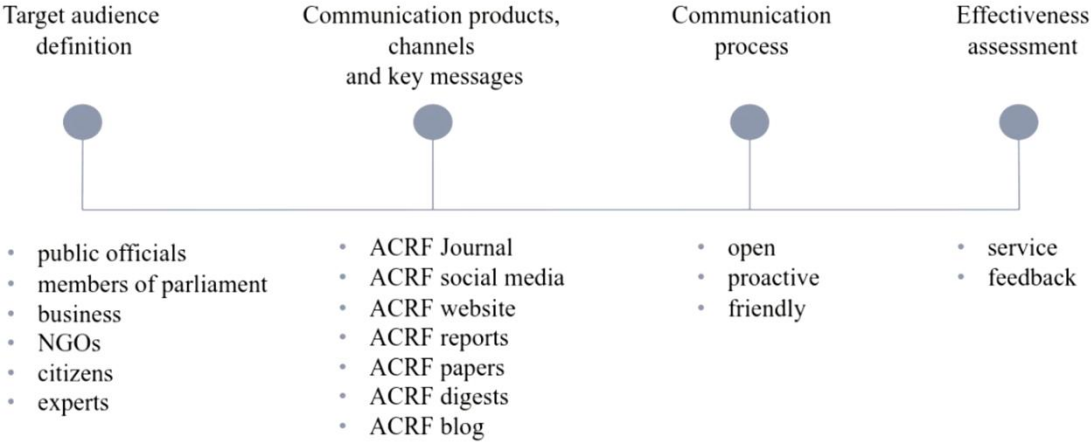 Target audience
definition
Communication products,
channels
and key messages
Communication
process
Effectiveness
assessment
• public officials
• members of parliament
• business
• NGOs
• citizens
• experts
• ACRF Journal
• ACRF social media
• ACRF website
• ACRF reports
• ACRF papers
• ACRF digests
• ACRF blog
• open
• proactive
• friendly
• service
• feedback